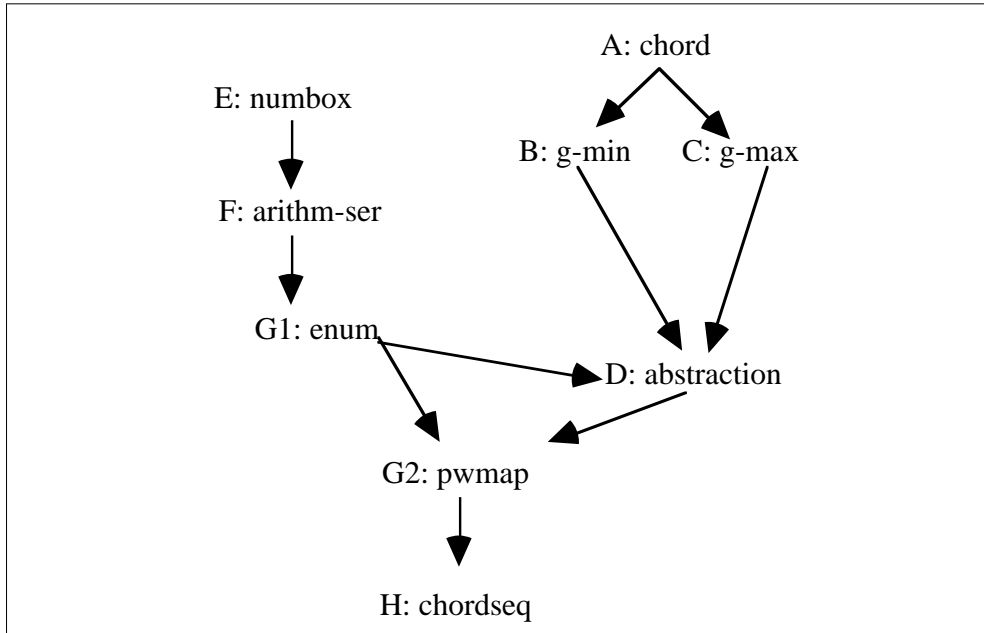 A: chord
E: numbox
B: g-min
C: g-max
F: arithm-ser
G1: enum
D: abstraction
G2: pwmap
H: chordseq